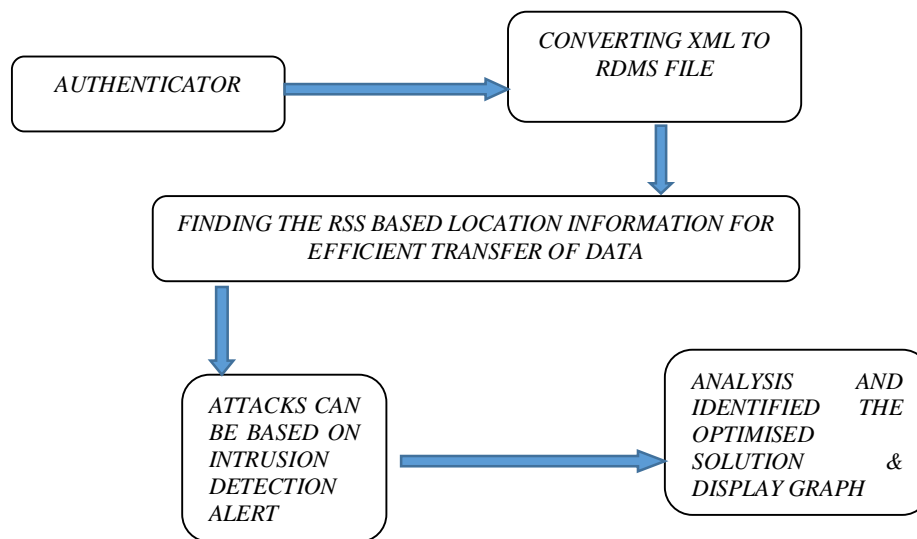 AUTHENTICATOR
CONVERTING XML TO
RDMS FILE
FINDING THE RSS BASED LOCATION INFORMATION FOR
EFFICIENT TRANSFER OF DATA
ATTACKS CAN
BE BASED ON
INTRUSION
DETECTION
ALERT
ANALYSIS AND
IDENTIFIED THE
OPTIMISED
SOLUTION &
DISPLAY GRAPH